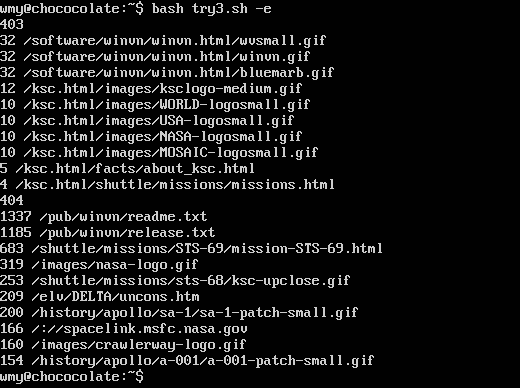 wmy@chococolate:~$ bash try3.sh -e
403
32 /software/winvn/winvn.html/wvsmall.gif
32 /software/winvn/winvn.html/winvn.gif
32 /software/winvn/winvn.html/bluemarb.gif
12 /ksc.html/images/ksclogo-medium.gif
10 /ksc.html/images/WORLD-logosmall.gif
10 /ksc.html/images/USA-logosmall.gif
10 /ksc.html/images/NASA-logosmall.gif
10 /ksc.html/images/MOSAIC-logosmall.gif
5 /ksc.html/facts/about_ksc.html
4 /ksc.html/shuttle/missions/missions.html
404
1337 /pub/winvn/readme.txt
1185 /pub/winvn/release.txt
683 /shuttle/missions/STS-69/mission-STS-69.html
319 /images/nasa-logo.gif
253 /shuttle/missions/sts-68/ksc-upclose.gif
209 /elv/DELTA/uncons.htm
200 /history/apollo/sa-1/sa-1-patch-small.gif
166 /://spacelink.msfc.nasa.gov
160 /images/crawlerway-logo.gif
154 /history/apollo/a-001/a-001-patch-small.gif
wmy@chococolate:~$